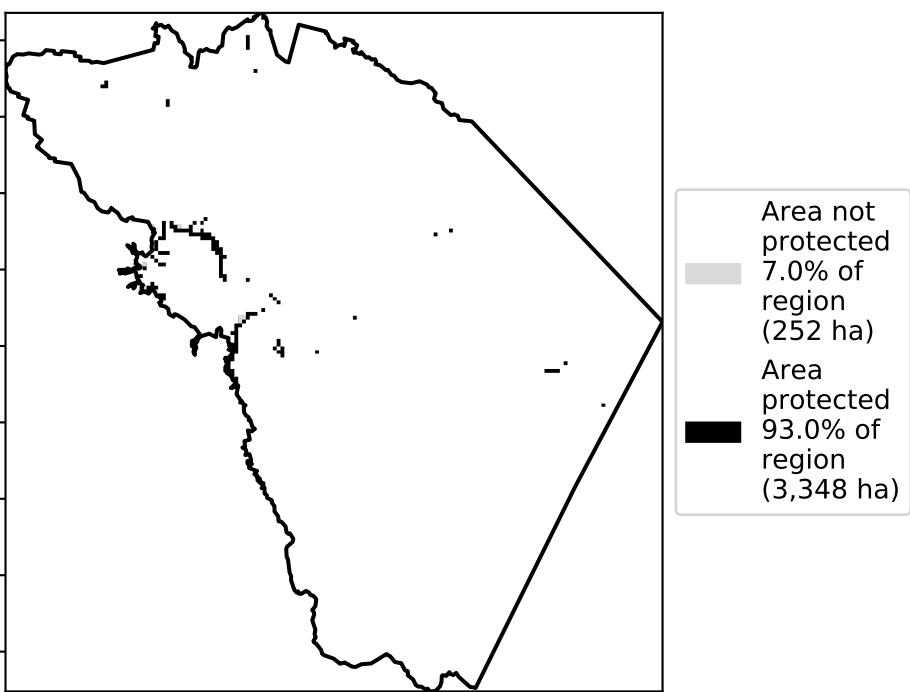 Area not
protected
7.0% of
region
(252 ha)
Area
protected
93.0% of
region
(3,348 ha)